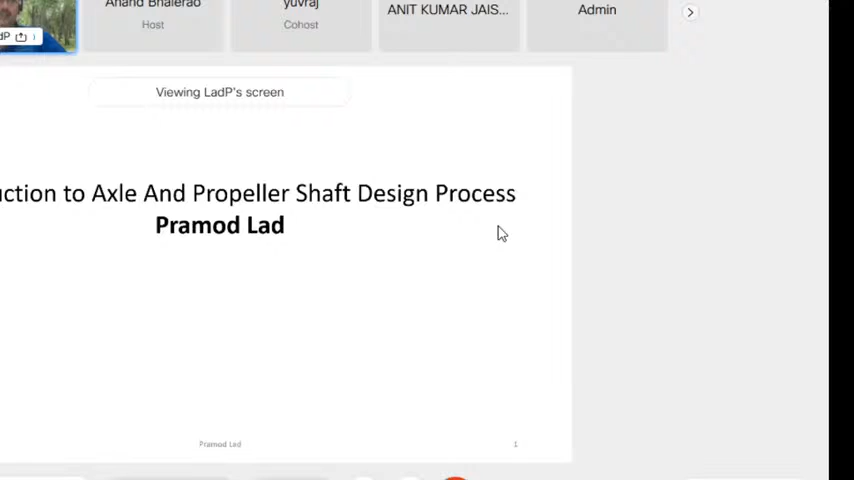 Anand Bhalerao
Host
yuvraj
Cohost
ANIT KUMAR JAIS...
Admin
dP
Viewing LadP's screen
uction to Axle And Propeller Shaft Design Process
Pramod Lad
Pramod Lad
1